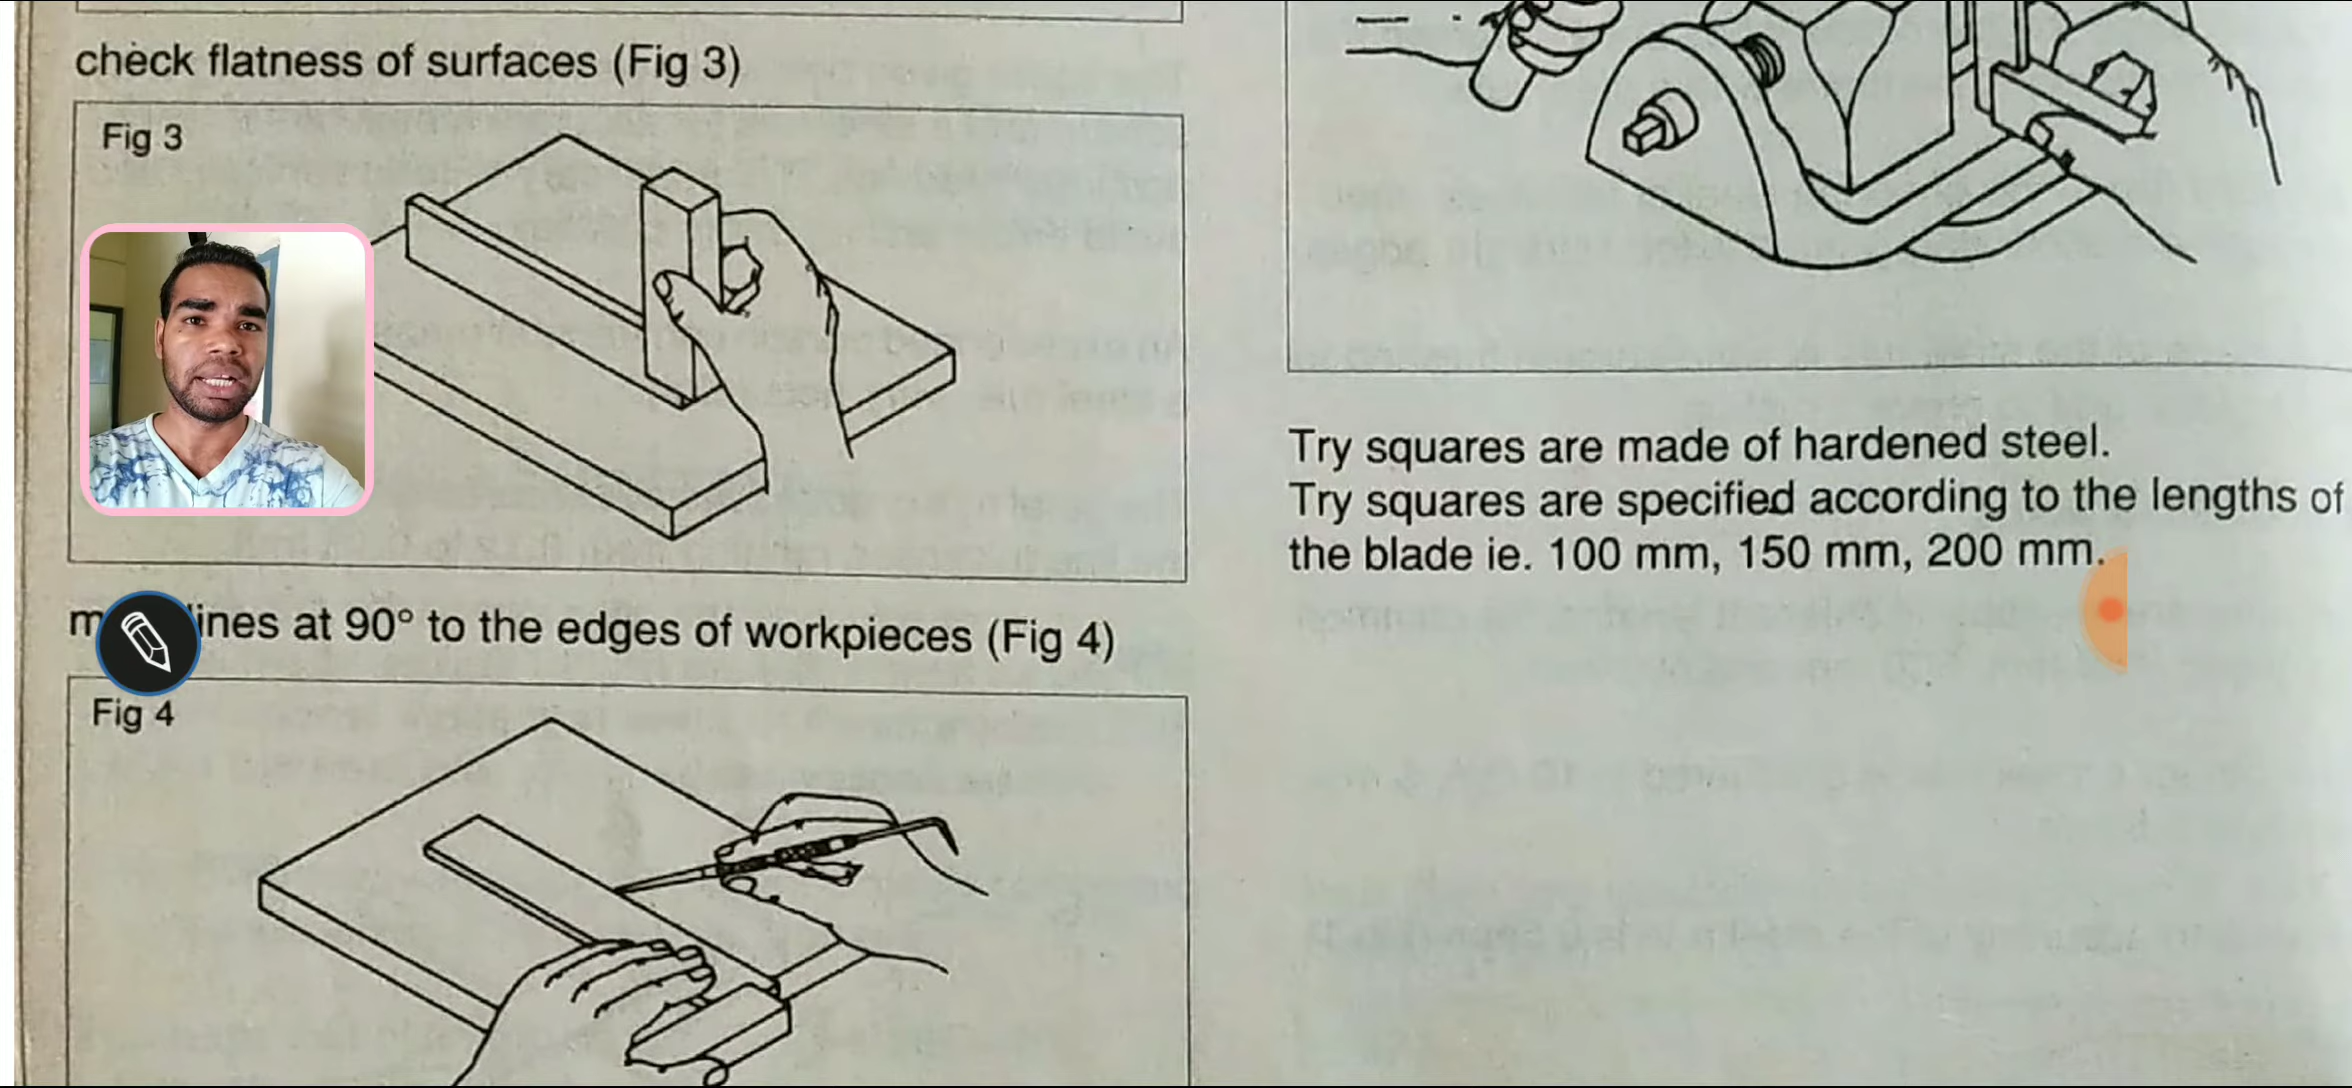 check flatness of surfaces (Fig 3)
Fig 3
lines at 90° to the edges of workpieces (Fig 4)
Fig 4
Try squares are made of hardened steel.
Try squares are specified according to the lengths of
the blade ie. 100 mm, 150 mm, 200 mm.